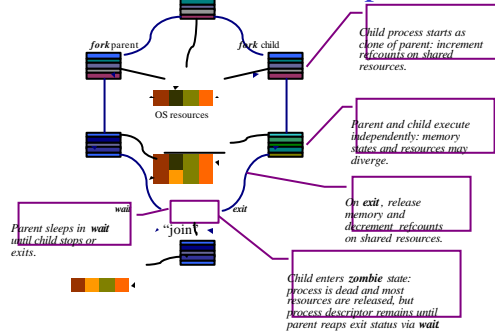 fork parent
fork child
Child process starts as
clone of parent: increment
refcounts on shared
resources.
OS resources
Parent and child execute
independently: memory
states and resources may
diverge.
On exit, release
memory and
decrement refcounts
on shared resources.
wait
exit
"join"
Parent sleeps in wait
until child stops or
exits.
Child enters zombie state:
process is dead and most
resources are released, but
process descriptor remains until
parent reaps exit status via wait.